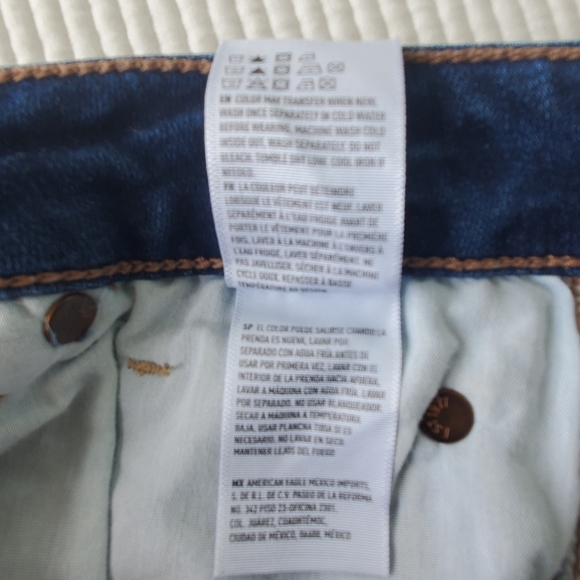 EN COLOR MAY TRANSFER WHEN NEW,
WASH ONCE SEPARATELY IN COLD WATER
BEFORE WEARING, MACHINE WASH COLD
INSIDE OUT, WASH SEPARATELY. DO NOT
BLEACH. TUMBLE DRY LOW. COOL IRON IF
NEEDED.
FR LA COULEUR PEUT DÉTEINDRE
LORSQUE LE VÊTEMENT EST NEUF, LAVER
SÉPARÉMENT À L'EAU FROIDE AVANT DE
PORTER LE VÊTEMENT POUR LA PREMIÈRE
FOIS, LAVER À LA MACHINE À L'ENVERS À
L'EAU FROIDE, LAVER SÉPARÉMENT. NE
PAS JAVELLISER. SÉCHER À LA MACHINE
CYCLE DOUX. REPASSER À BASSE
TEMPÉRATURE AU BESOIN.
SP EL COLOR PUEDE SALIRSE CUANDO LA
PRENDA ES NUEVA, LAVAR POR
SEPARADO CON AGUA FRIA ANTES DE
USAR POR PRIMERA VEZ, LAVAR CON EL
INTERIOR DE LA PRENDA HACIA AFUERA,
LAVAR A MÁQUINA CON AGUA FRIA, LAVAR
POR SEPARADO. NO USAR BLANQUEADOR.
SECAR A MAQUINA A TEMPERATURA
BAJA. USAR PLANCHA TIBIA SI ES
NECESARIO. NO LAVAR EN SECO.
MANTENER LEJOS DEL FUEGO
MX AMERICAN EAGLE MEXICO IMPORTS,
S. DE R.L. DE C.V. PASEO DE LA REFORMA
NO. 342 PISO 23-OFICINA 2301,
COL. JUÁREZ, CUAUHTÉMOC,
CIUDAD DE MÉXICO, 06600, MÉXICO